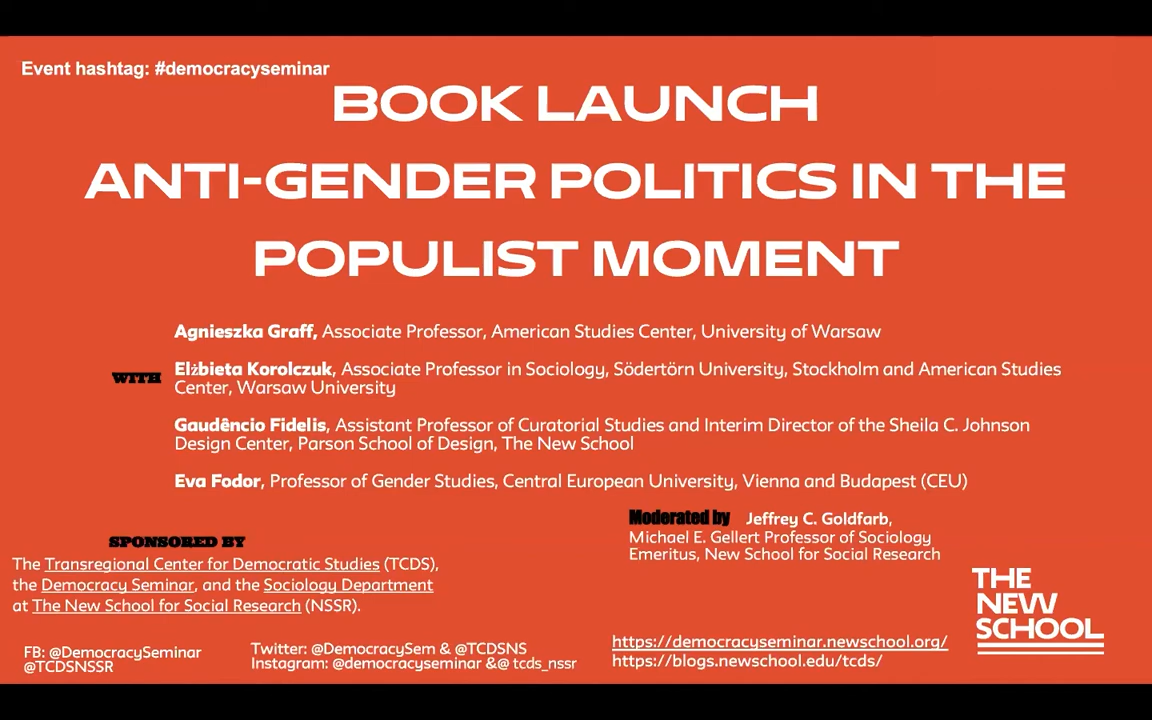 Event hashtag: #democracyseminar
BOOK LAUNCH
ANTI-GENDER POLITICS IN THE
POPULIST MOMENT
Agnieszka Graff, Associate Professor, American Studies Center, University of Warsaw
WITH
Elżbieta Korolczuk, Associate Professor in Sociology, Södertörn University, Stockholm and American Studies
Center, Warsaw University
Gaudêncio Fidelis, Assistant Professor of Curatorial Studies and Interim Director of the Sheila C. Johnson
Design Center, Parson School of Design, The New School
Eva Fodor, Professor of Gender Studies, Central European University, Vienna and Budapest (CEU)
Moderated by Jeffrey C. Goldfarb,
Michael E. Gellert Professor of Sociology
Emeritus, New School for Social Research
SPONSORED BY
The Transregional Center for Democratic Studies (TCDS),
the Democracy Seminar, and the Sociology Department
at The New School for Social Research (NSSR).
FB: @DemocracySeminar
@TCDSNSSR
Twitter: @DemocracySem & @TCDSNS
Instagram: @democracyseminar &@ tcds_nssr
https://democracyseminar.newschool.org/
https://blogs.newschool.edu/tcds/
THE
NEW
SCHOOL